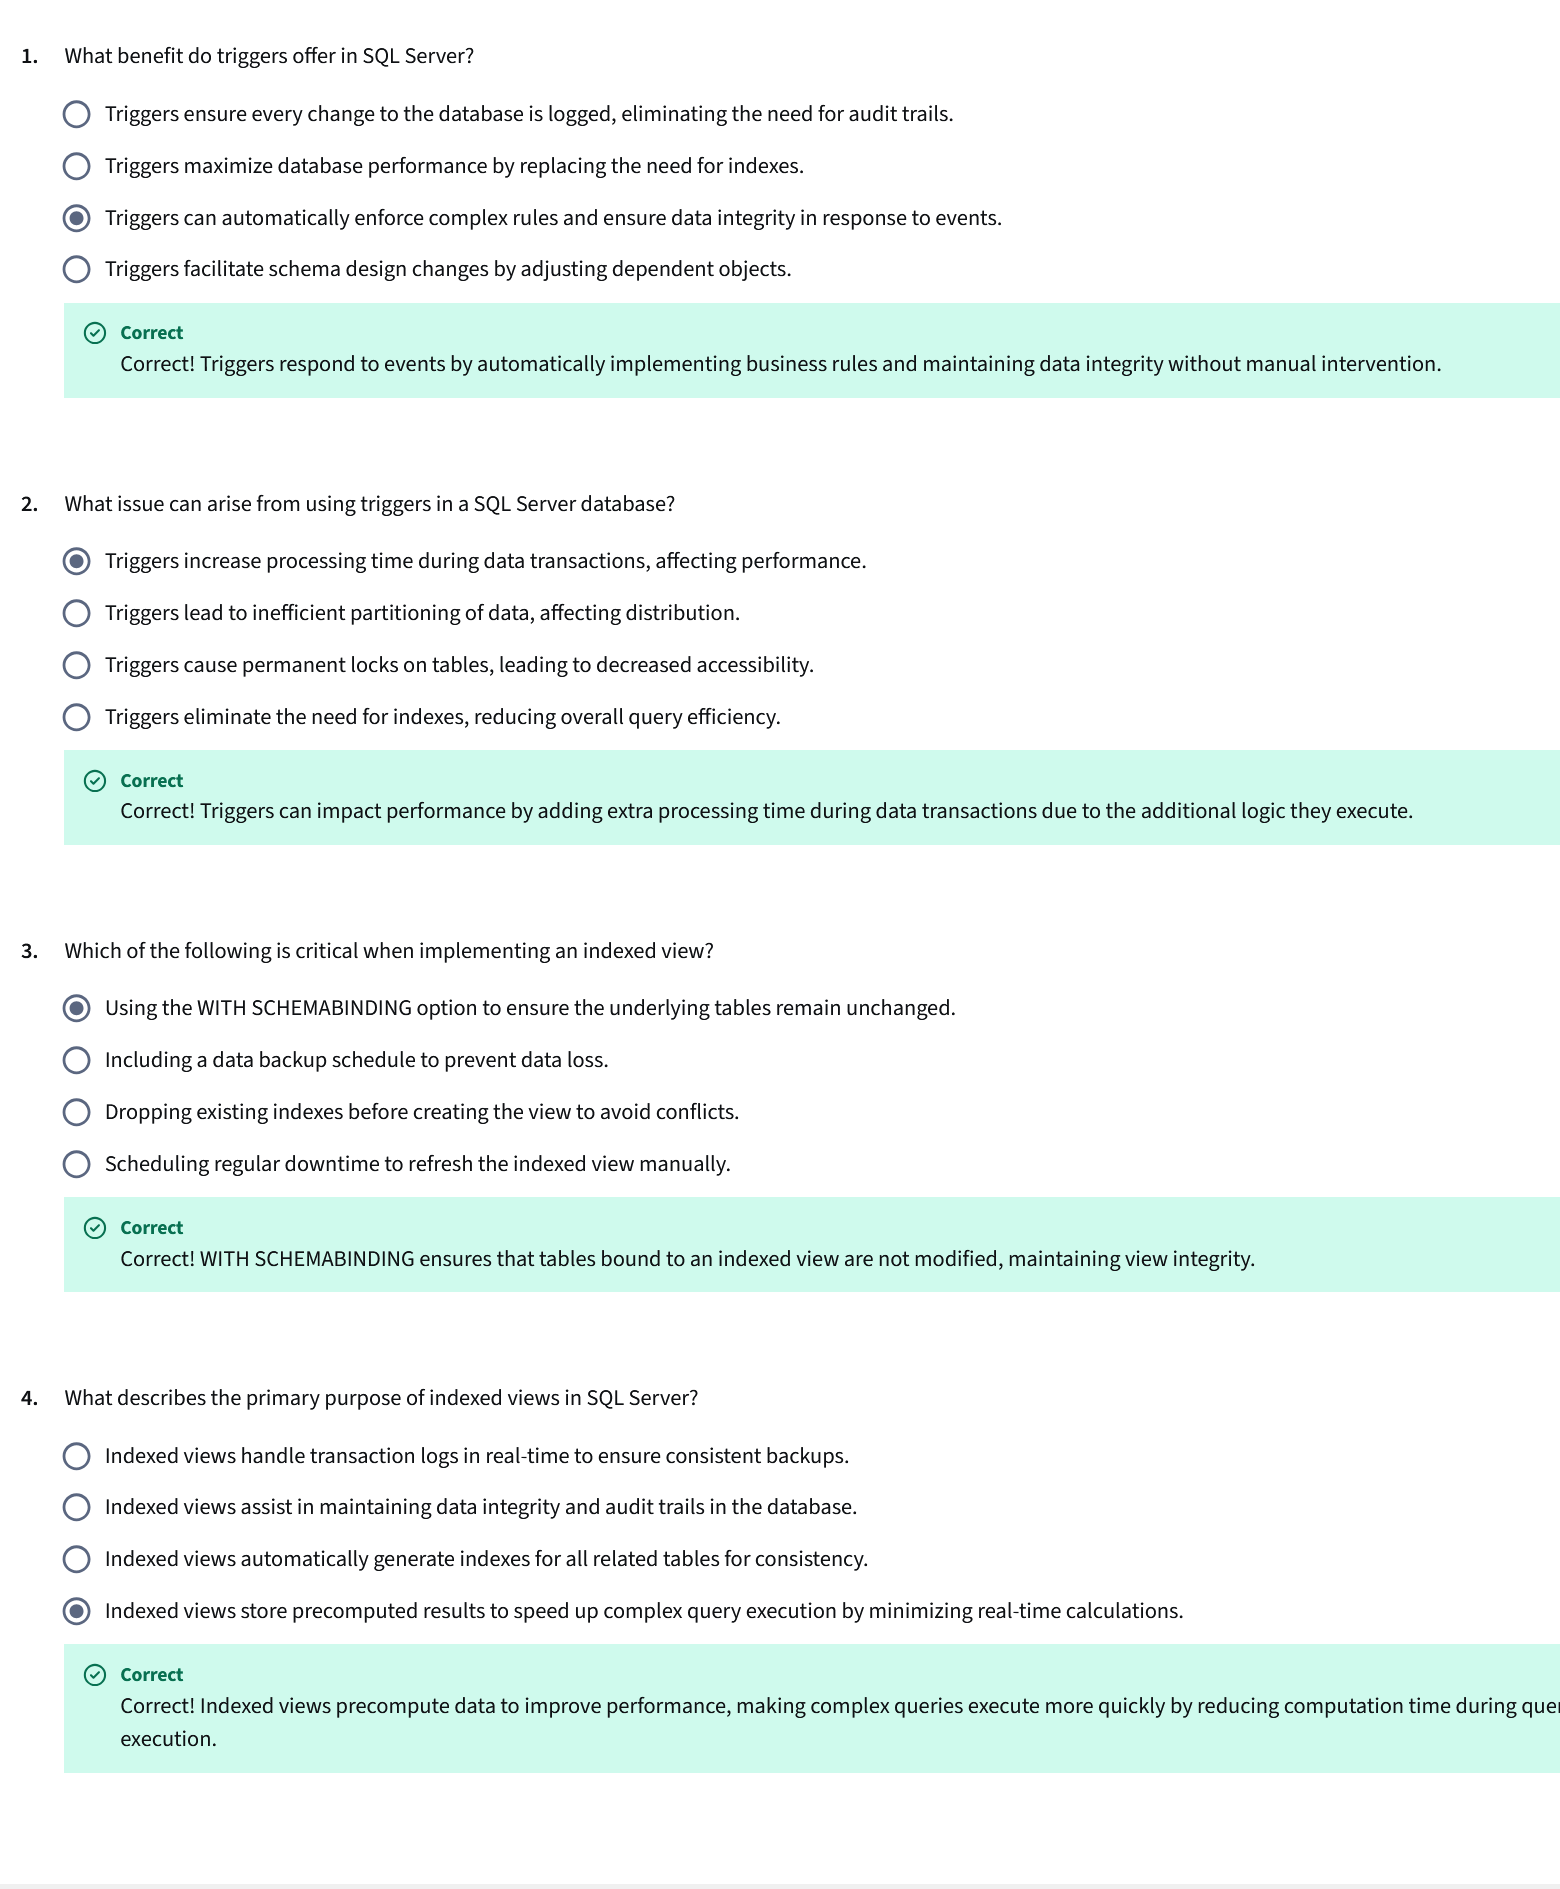 1. What benefit do triggers offer in SQL Server?
Triggers ensure every change to the database is logged, eliminating the need for audit trails.
Triggers maximize database performance by replacing the need for indexes.
Triggers can automatically enforce complex rules and ensure data integrity in response to events.
Triggers facilitate schema design changes by adjusting dependent objects.
Correct
Correct! Triggers respond to events by automatically implementing business rules and maintaining data integrity without manual intervention.
2. What issue can arise from using triggers in a SQL Server database?
Triggers increase processing time during data transactions, affecting performance.
Triggers lead to inefficient partitioning of data, affecting distribution.
Triggers cause permanent locks on tables, leading to decreased accessibility.
Triggers eliminate the need for indexes, reducing overall query efficiency.
Correct
Correct! Triggers can impact performance by adding extra processing time during data transactions due to the additional logic they execute.
3. Which of the following is critical when implementing an indexed view?
Using the WITH SCHEMABINDING option to ensure the underlying tables remain unchanged.
Including a data backup schedule to prevent data loss.
Dropping existing indexes before creating the view to avoid conflicts.
Scheduling regular downtime to refresh the indexed view manually.
Correct
Correct! WITH SCHEMABINDING ensures that tables bound to an indexed view are not modified, maintaining view integrity.
4. What describes the primary purpose of indexed views in SQL Server?
Indexed views handle transaction logs in real-time to ensure consistent backups.
Indexed views assist in maintaining data integrity and audit trails in the database.
Indexed views automatically generate indexes for all related tables for consistency.
Indexed views store precomputed results to speed up complex query execution by minimizing real-time calculations.
Correct
Correct! Indexed views precompute data to improve performance, making complex queries execute more quickly by reducing computation time during
execution.